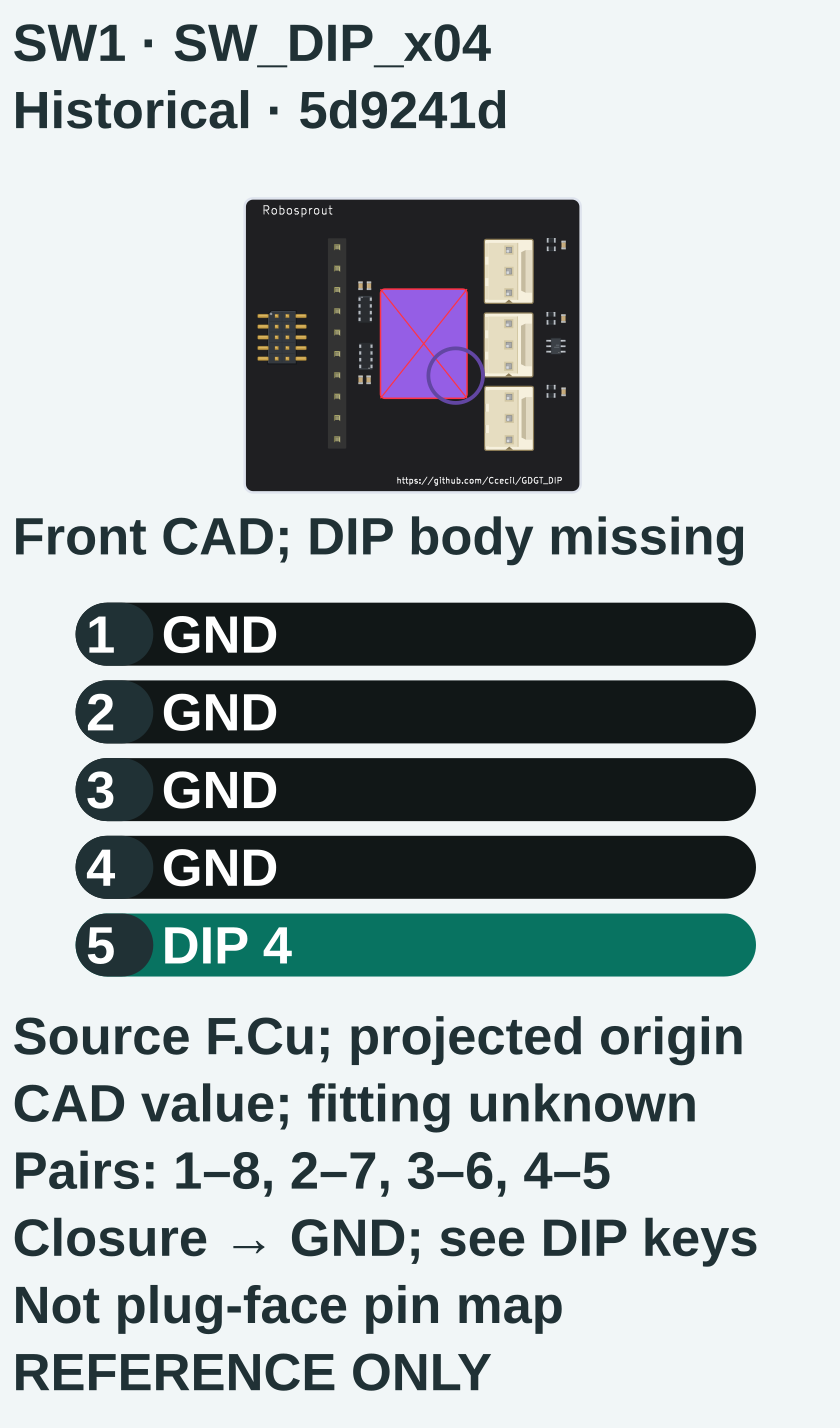 SW1 · SW_DIP_x04
Historical · 5d9241d
Robosprout
https://github.com/Ccecil/GDGT_DIP
Front CAD; DIP body missing
1 GND
2 GND
3 GND
4 GND
5 DIP 4
Source F.Cu; projected origin
CAD value; fitting unknown
Pairs: 1–8, 2–7, 3–6, 4–5
Closure → GND; see DIP keys
Not plug-face pin map
REFERENCE ONLY